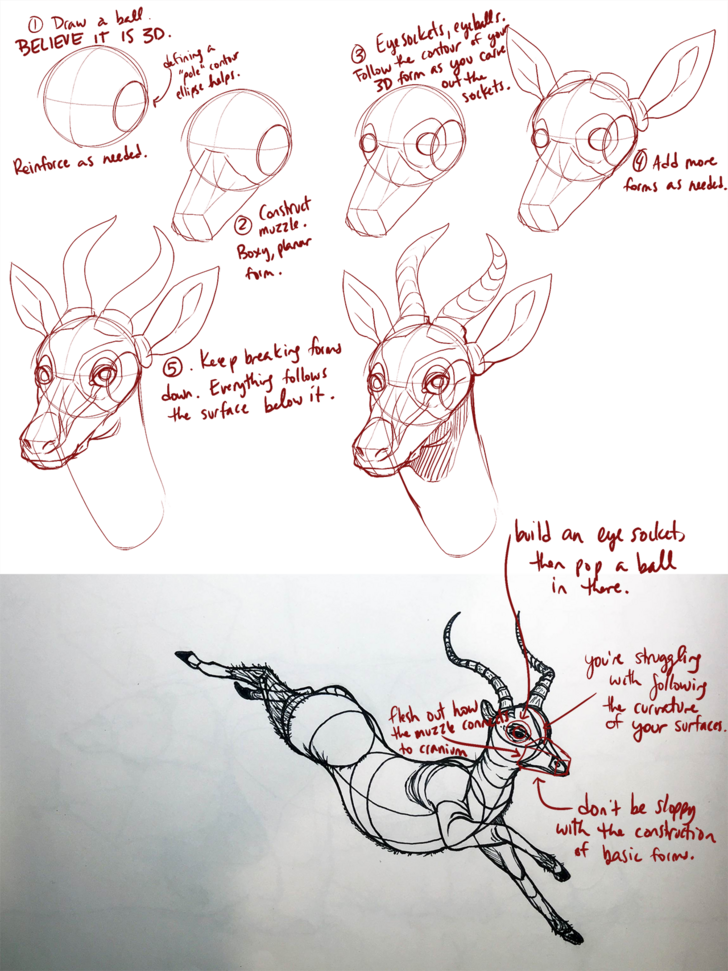 ① Draw a ball.
BELIEVE IT IS 3D.
defining a
"pole" contour
ellipse helps.
Reinforce as needed.
② Construct
muzzle.
Boxy, planar
form.
③ Eye sockets, eyeballs.
Follow the contour of your
3D form as you carve
out the
sockets.
④ Add more
forms as needed.
⑤. Keep breaking forms
down. Everything follows
the surface below it.
build an eye socket,
then pop a ball
in there.
you're struggling
with following
the curvature
of your surfaces.
flesh out how
the muzzle connects
to cranium
don't be sloppy
with the construction
of basic forms.